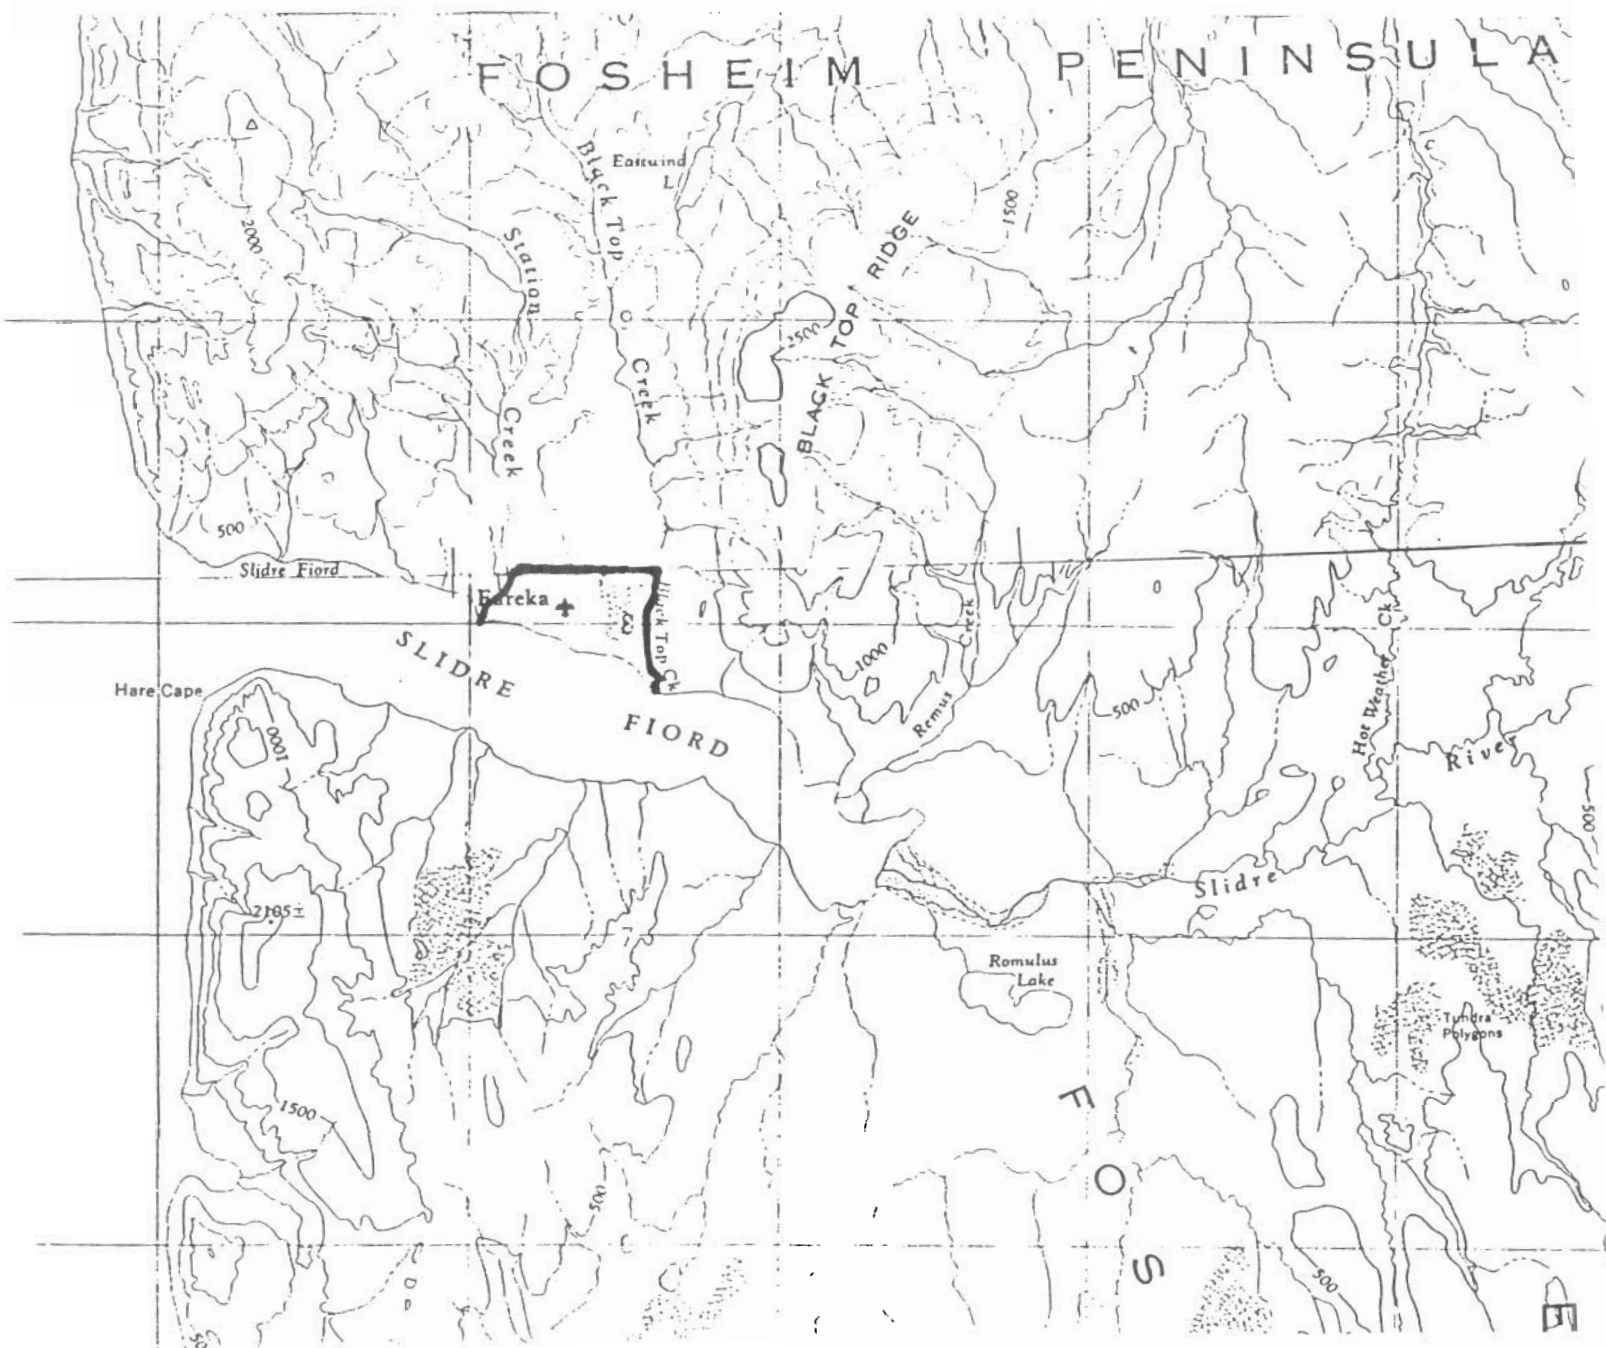 FOSHEIM PENINSULA
Black Top
Creek
Eastwind
L
Station
Creek
2000
1500
BLACK TOP RIDGE
2500
500
Slidre Fiord
Eureka
Black Top Ck
SLIDRE
FIORD
Hare Cape
1000
1000
Remus
Creek
500
Hot Weather Ck
Slidre
River
500
2105±
Romulus
Lake
Tundra
Polygons
1500
500
500
F
O
S
E